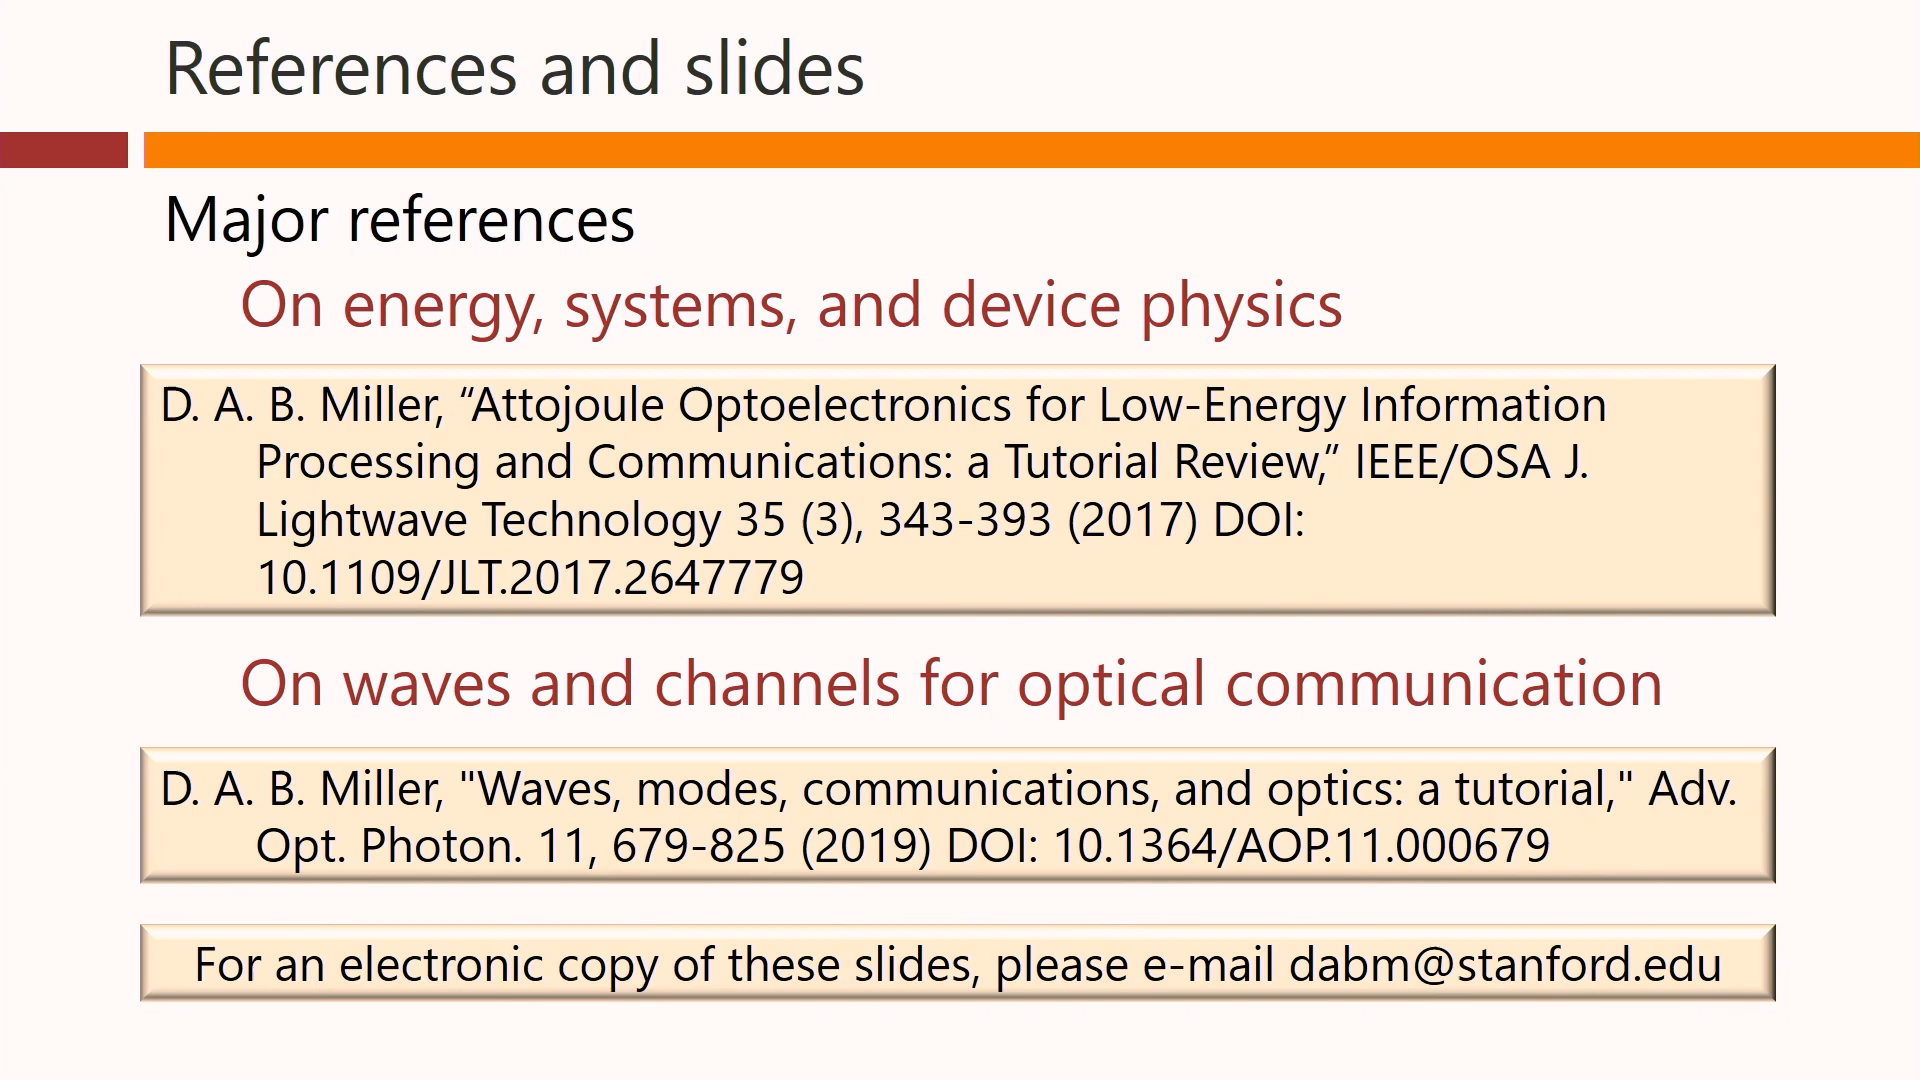 References and slides
Major references
On energy, systems, and device physics
D. A. B. Miller, “Attojoule Optoelectronics for Low-Energy Information
Processing and Communications: a Tutorial Review,” IEEE/OSA J.
Lightwave Technology 35 (3), 343-393 (2017) DOI:
10.1109/JLT.2017.2647779
On waves and channels for optical communication
D. A. B. Miller, "Waves, modes, communications, and optics: a tutorial," Adv.
Opt. Photon. 11, 679-825 (2019) DOI: 10.1364/AOP.11.000679
For an electronic copy of these slides, please e-mail dabm@stanford.edu